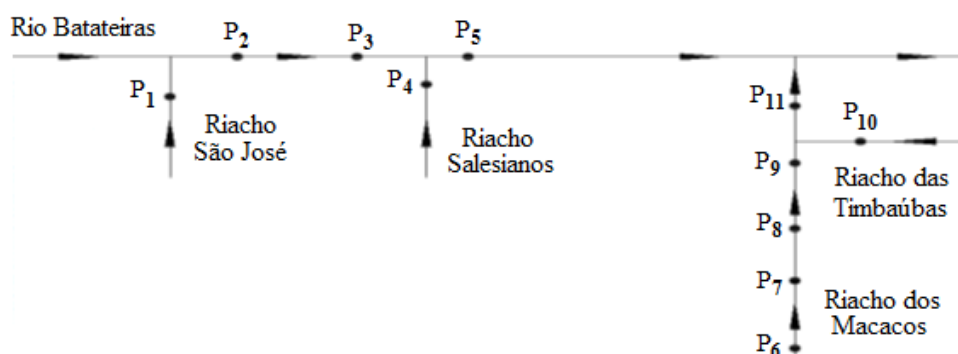 Rio Batateiras
P2
P3
P5
P1
P4
Riacho
São José
Riacho
Salesianos
P11
P10
P9
Riacho das
Timbaúbas
P8
P7
Riacho dos
Macacos
P6